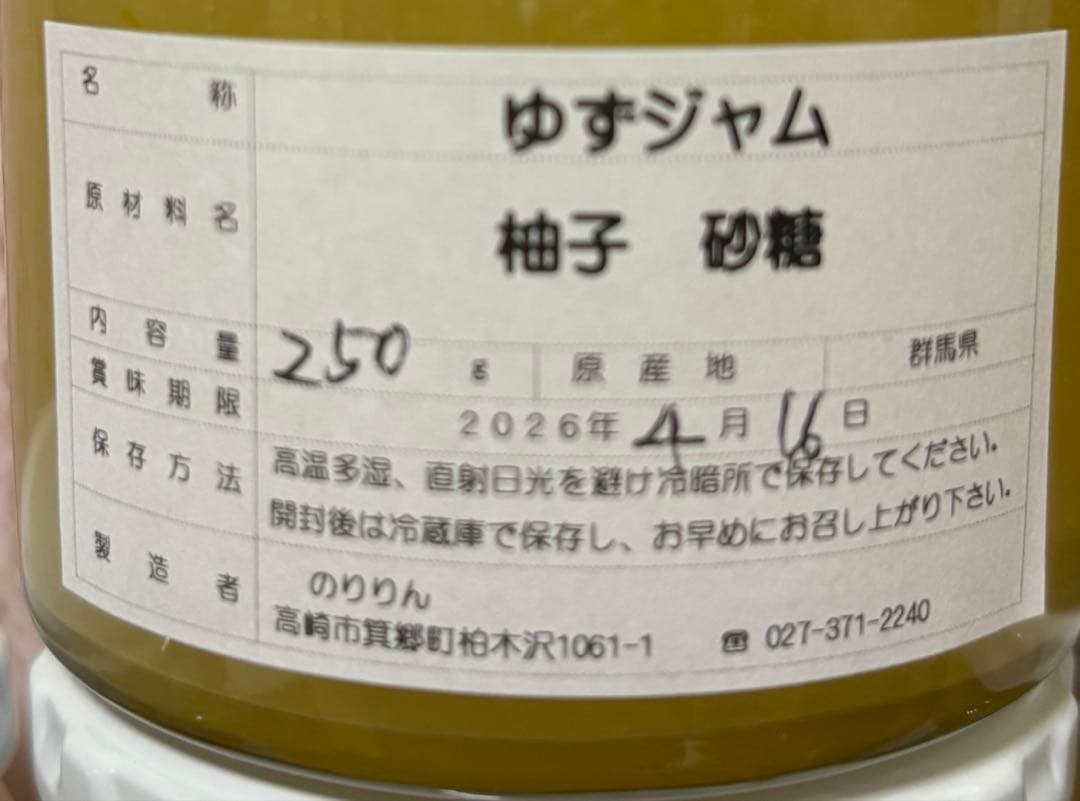 名称 ゆずジャム
原材料名 柚子 砂糖
内容量 250 g 原産地 群馬県
賞味期限 2026年 4月 16日
保存方法 高温多湿、直射日光を避け冷暗所で保存してください.
開封後は冷蔵庫で保存し、お早めにお召し上がり下さい.
製造者 のりりん
高崎市箕郷町柏木沢1061-1 ☎ 027-371-2240